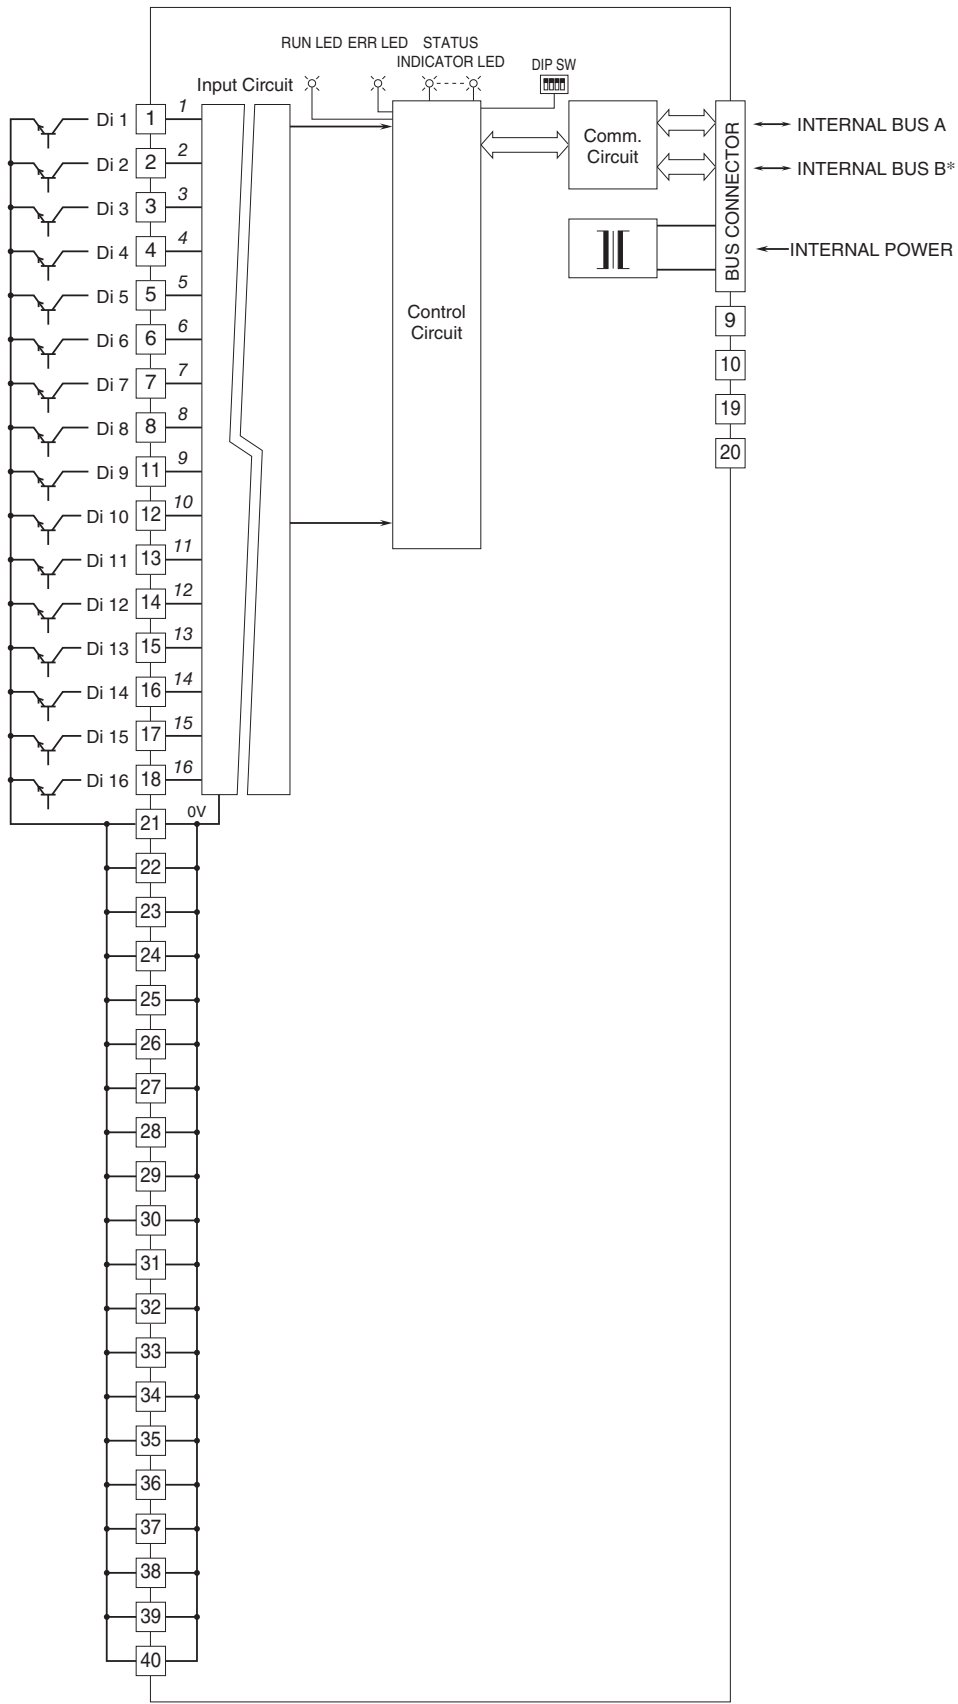 RUN LED ERR LED STATUS
INDICATOR LED
DIP SW
Input Circuit
Di 1 1 1
Di 2 2 2
Di 3 3 3
Di 4 4 4
Di 5 5 5
Di 6 6 6
Di 7 7 7
Di 8 8 8
Di 9 11 9
Di 10 12 10
Di 11 13 11
Di 12 14 12
Di 13 15 13
Di 14 16 14
Di 15 17 15
Di 16 18 16
0V
21
22
23
24
25
26
27
28
29
30
31
32
33
34
35
36
37
38
39
40
Control
Circuit
Comm.
Circuit
BUS CONNECTOR
INTERNAL BUS A
INTERNAL BUS B*
INTERNAL POWER
9
10
19
20